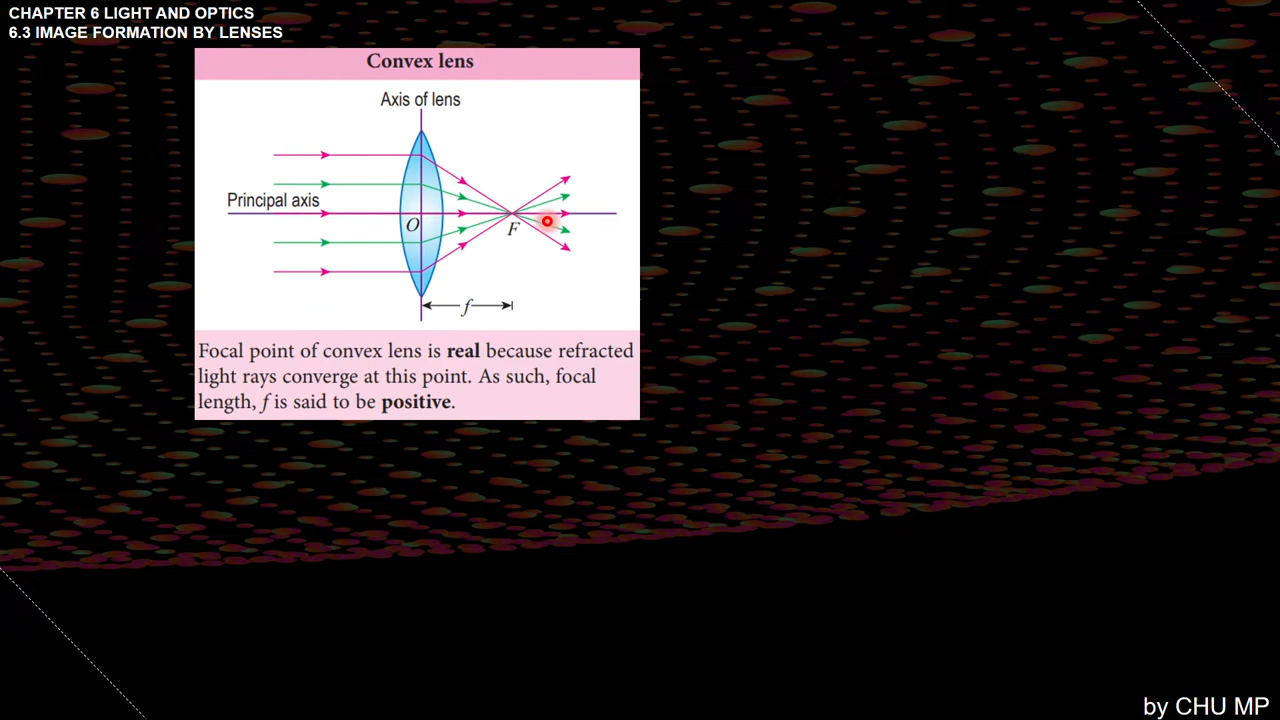 CHAPTER 6 LIGHT AND OPTICS
6.3 IMAGE FORMATION BY LENSES
Convex lens
Axis of lens
Principal axis
O
F
f
Focal point of convex lens is real because refracted
light rays converge at this point. As such, focal
length, f is said to be positive.
by CHU MP